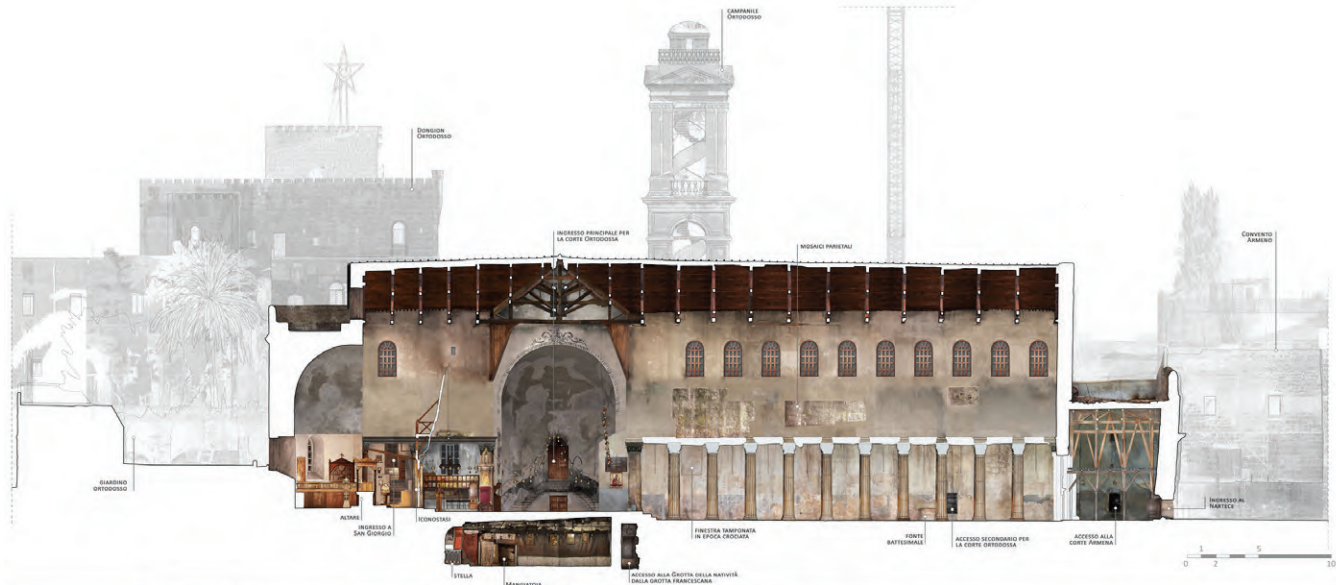 CAMPANILE
ORTODOSSO
DONGION
ORTODOSSO
INGRESSO PRINCIPALE PER
LA CORTE ORTODOSSA
MOSAICI PARIETALI
CONVENTO
ARMENO
GIARDINO
ORTODOSSO
ALTARE
INGRESSO A
SAN GIORGIO
ICONOSTASI
FINESTRA TAMPONATA
IN EPOCA CROCIATA
FONTE
BATTESIMALE
ACCESSO SECONDARIO PER
LA CORTE ORTODOSSA
ACCESSO ALLA
CORTE ARMENA
INGRESSO AL
NARTECE
STELLA
MANGIATOIA
ACCESSO ALLA GROTTA DELLA NATIVITÀ
DALLA GROTTA FRANCESCANA
1 5
0 2 10